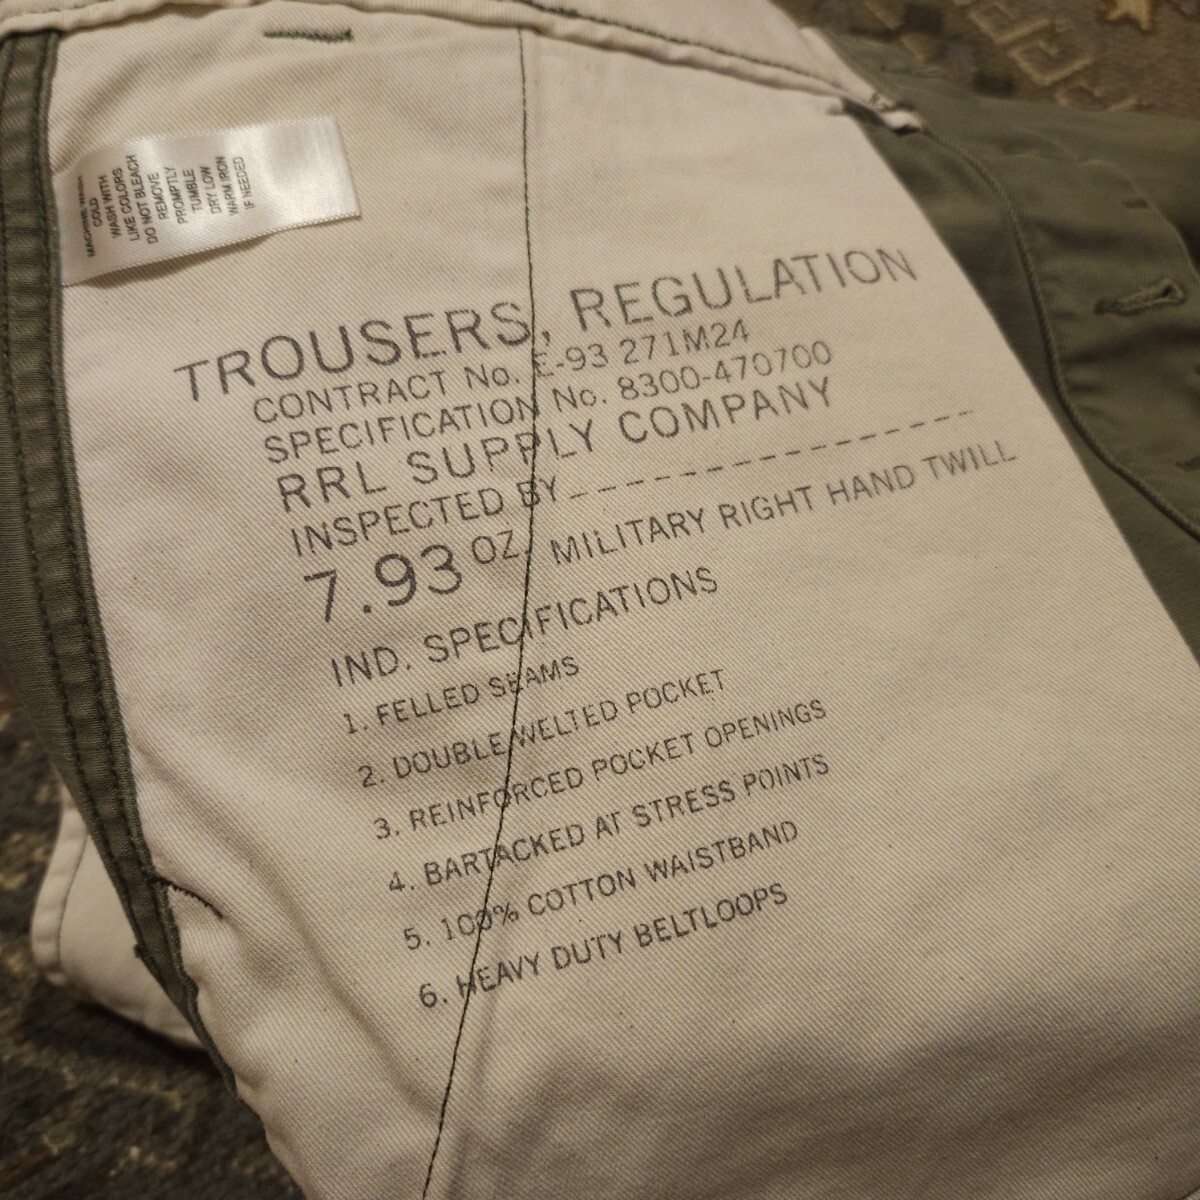 MACHINE WASH
COLD
WASH WITH
LIKE COLORS
DO NOT BLEACH
REMOVE
PROMPTLY
TUMBLE
DRY LOW
WARM IRON
IF NEEDED
TROUSERS, REGULATION
CONTRACT No. E-93 271M24
SPECIFICATION No. 8300-470700
RRL SUPPLY COMPANY
INSPECTED BY----------------
7.93 OZ. MILITARY RIGHT HAND TWILL
IND. SPECIFICATIONS
1. FELLED SEAMS
2. DOUBLE WELTED POCKET
3. REINFORCED POCKET OPENINGS
4. BARTACKED AT STRESS POINTS
5. 100% COTTON WAISTBAND
6. HEAVY DUTY BELTLOOPS